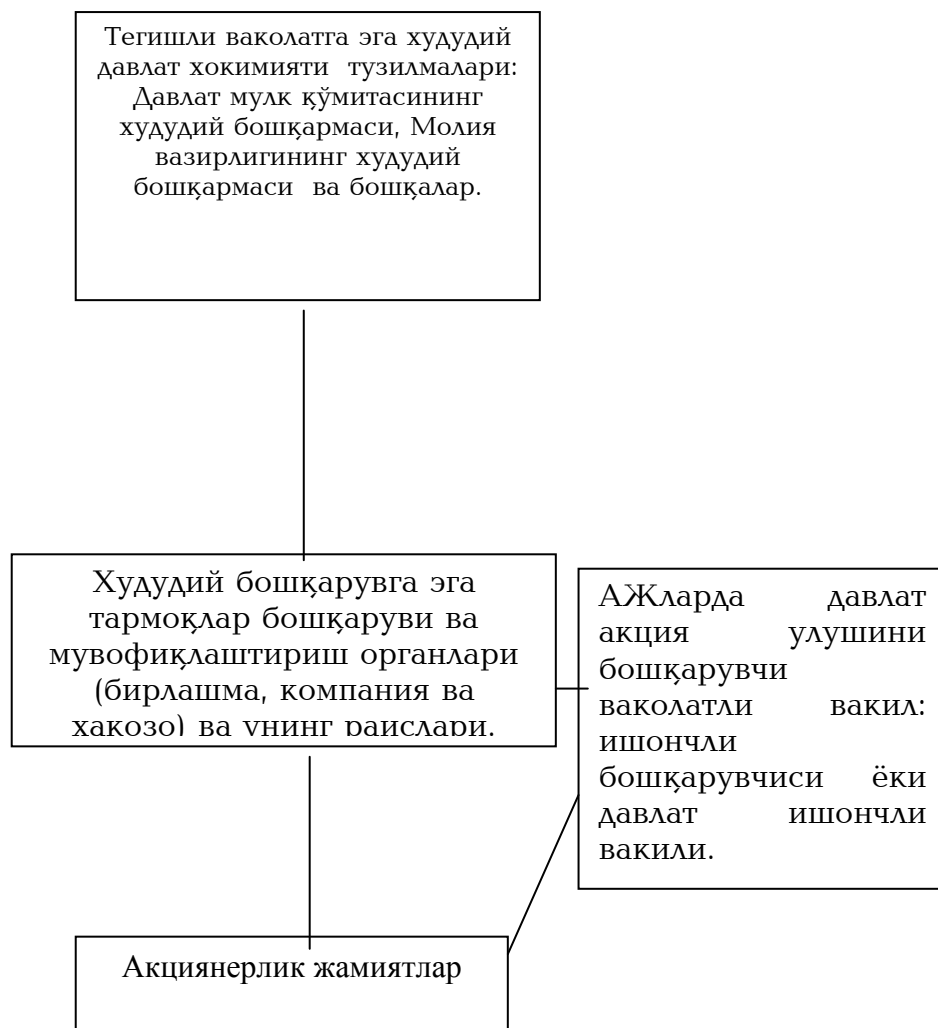 Тегишли ваколатга эга худудий
давлат хокимияти тузилмалари:
Давлат мулк қўмитасининг
худудий бошқармаси, Молия
вазирлигининг худудий
бошқармаси ва бошқалар.
Худудий бошқарувга эга
тармоқлар бошқаруви ва
мувофиқлаштириш органлари
(бирлашма, компания ва
хакозо) ва унинг раислари.
АЖларда давлат
акция улушини
бошқарувчи
ваколатли вакил:
ишончли
бошқарувчиси ёки
давлат ишончли
вакили.
Акциянерлик жамиятлар